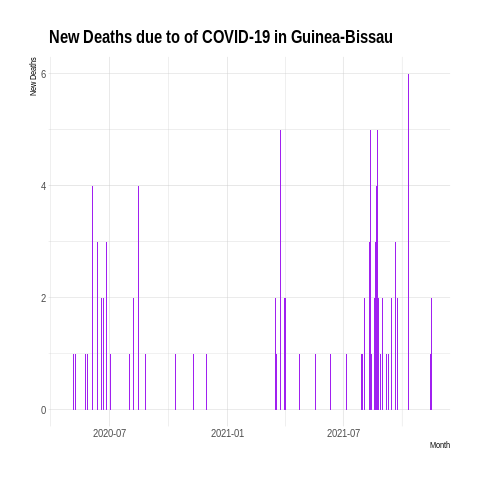 New Deaths due to of COVID-19 in Guinea-Bissau
New Deaths
6
4
2
0
2020-07 2021-01 2021-07
Month